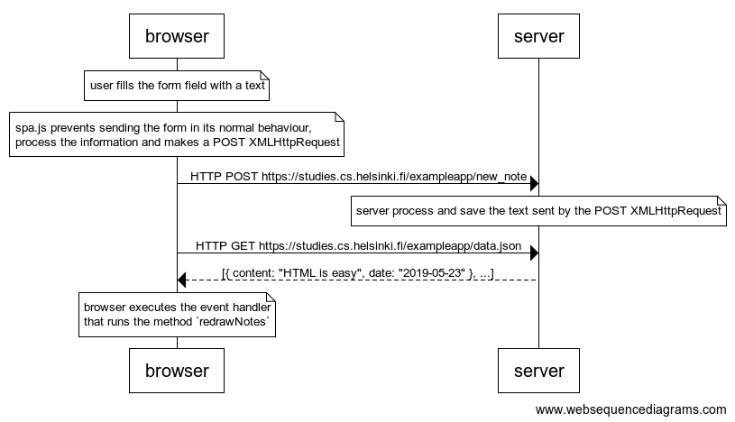 browser
server
user fills the form field with a text
spa.js prevents sending the form in its normal behaviour,
process the information and makes a POST XMLHttpRequest
HTTP POST https://studies.cs.helsinki.fi/exampleapp/new_note
server process and save the text sent by the POST XMLHttpRequest
HTTP GET https://studies.cs.helsinki.fi/exampleapp/data.json
[{ content: "HTML is easy", date: "2019-05-23" }, ...]
browser executes the event handler
that runs the method `redrawNotes`
browser
server
www.websequencediagrams.com